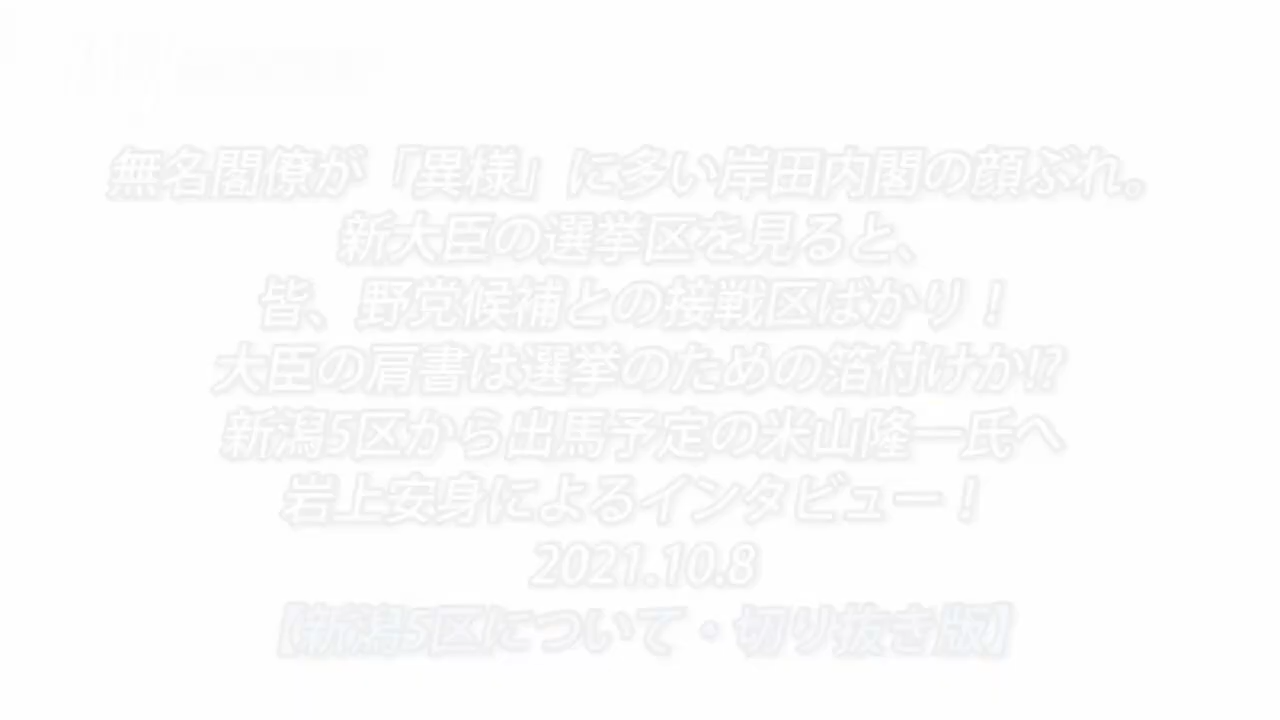 無名閣僚が「異様」に多い岸田内閣の顔ぶれ。
新大臣の選挙区を見ると、
皆、野党候補との接戦区ばかり！
大臣の肩書は選挙のための箔付けか!?
新潟5区から出馬予定の米山隆一氏へ
岩上安身によるインタビュー！
2021.10.8
【新潟5区について・切り抜き版】